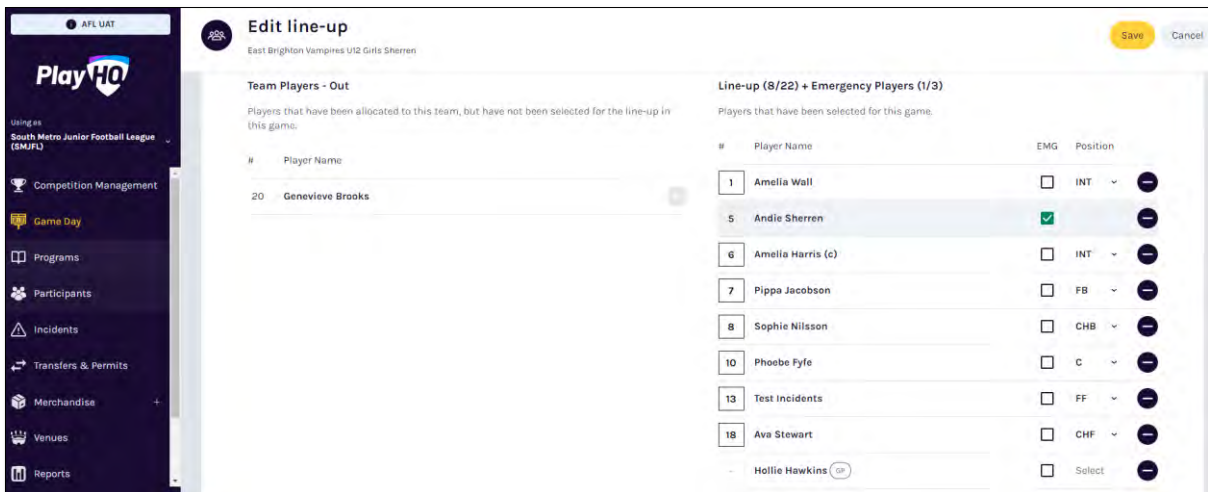 AFL UAT
PlayHQ
Using as
South Metro Junior Football League
(SMJFL)
Competition Management
Game Day
Programs
Participants
Incidents
Transfers & Permits
Merchandise +
Venues
Reports
Edit line-up
East Brighton Vampires U12 Girls Sherren
Save Cancel
Team Players - Out
Players that have been allocated to this team, but have not been selected for the line-up in
this game.
# Player Name
20 Genevieve Brooks
Line-up (8/22) + Emergency Players (1/3)
Players that have been selected for this game.
# Player Name EMG Position
1 Amelia Wall INT
5 Andie Sherren
6 Amelia Harris (c) INT
7 Pippa Jacobson FB
8 Sophie Nilsson CHB
10 Phoebe Fyfe C
13 Test Incidents FF
18 Ava Stewart CHF
- Hollie Hawkins GP Select